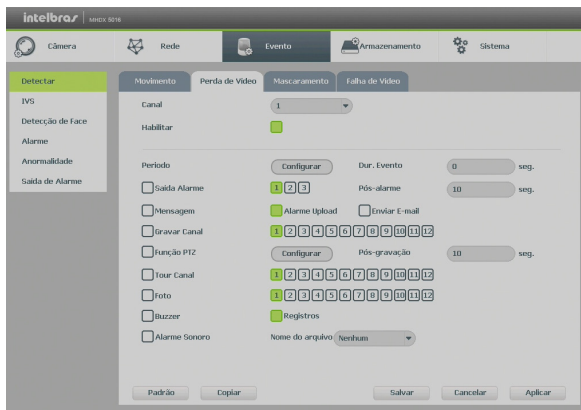 intelbras MHDX 5016
Câmera Rede Evento Armazenamento Sistema
Detectar
IVS
Detecção de Face
Alarme
Anormalidade
Saída de Alarme
Movimento Perda de Vídeo Mascaramento Falha de Vídeo
Canal 1
Habilitar
Período Configurar Dur. Evento 0 seg.
Saída Alarme 1 2 3 Pós-alarme 10 seg.
Mensagem Alarme Upload Enviar E-mail
Gravar Canal 1 2 3 4 5 6 7 8 9 10 11 12
Função PTZ Configurar Pós-gravação 10 seg.
Tour Canal 1 2 3 4 5 6 7 8 9 10 11 12
Foto 1 2 3 4 5 6 7 8 9 10 11 12
Buzzer Registros
Alarme Sonoro Nome do arquivo Nenhum
Padrão Copiar Salvar Cancelar Aplicar